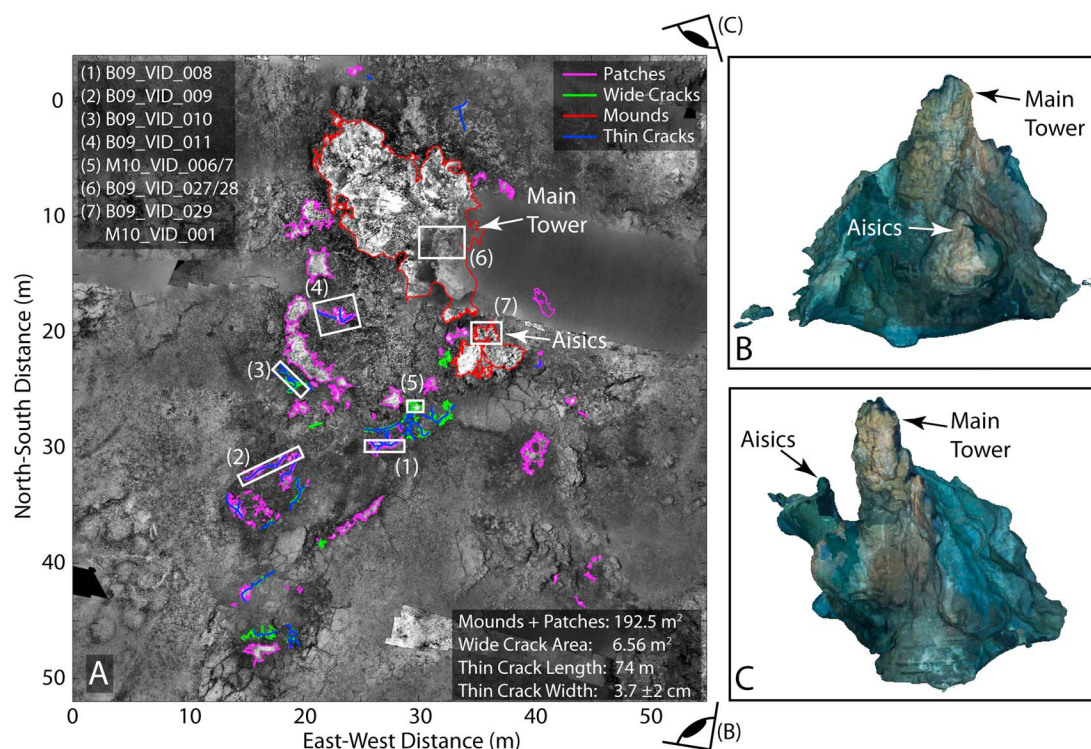 (C)
(1) B09_VID_008
(2) B09_VID_009
(3) B09_VID_010
(4) B09_VID_011
(5) M10_VID_006/7
(6) B09_VID_027/28
(7) B09_VID_029
M10_VID_001
Patches
Wide Cracks
Mounds
Thin Cracks
Main
Tower
(6)
(4)
(7)
Aisics
(3)
(5)
(2)
(1)
Mounds + Patches: 192.5 m²
Wide Crack Area: 6.56 m²
Thin Crack Length: 74 m
Thin Crack Width: 3.7 ±2 cm
A
0
10
20
30
40
50
North-South Distance (m)
0
10
20
30
40
50
East-West Distance (m)
(B)
Main
Tower
Aisics
B
Aisics
Main
Tower
C